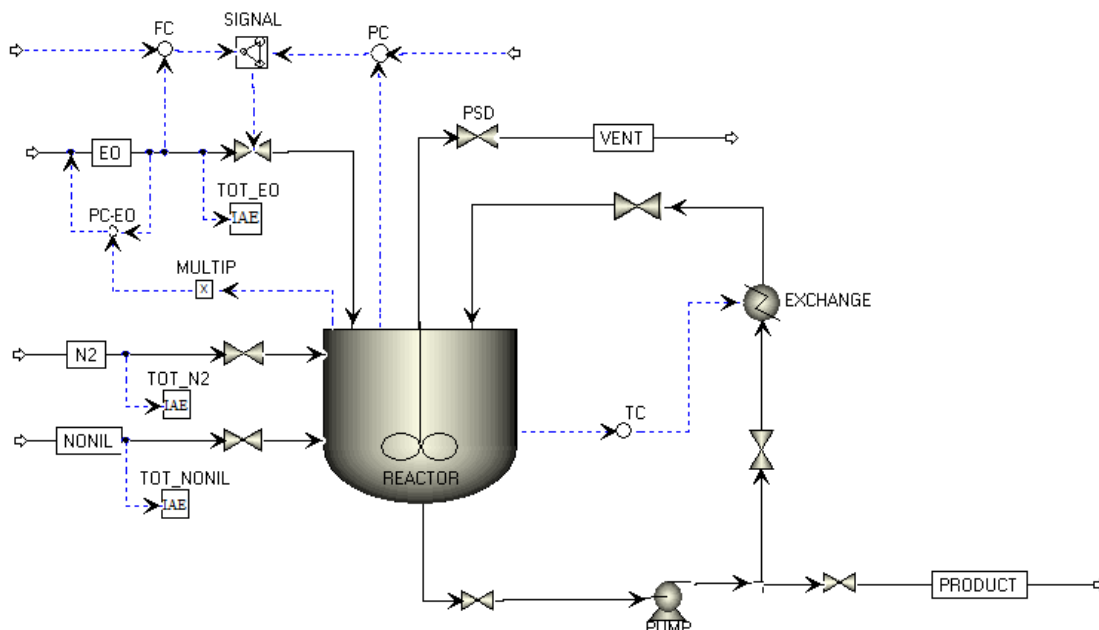 FC
SIGNAL
PC
PSD
VENT
EO
TOT_EO
IAE
PC-EO
MULTIP
X
EXCHANGE
N2
TOT_N2
IAE
TC
NONIL
TOT_NONIL
IAE
REACTOR
PRODUCT
PUMP